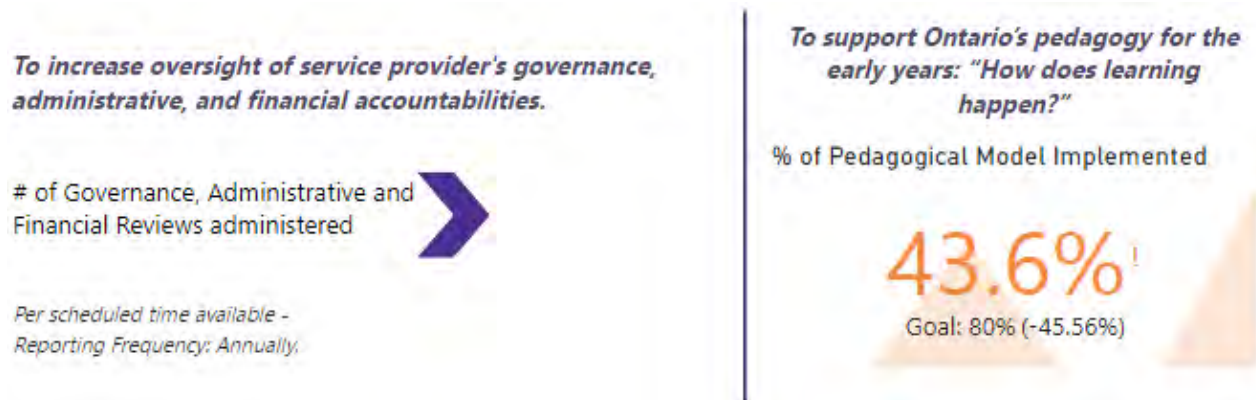 To increase oversight of service provider's governance,
administrative, and financial accountabilities.
# of Governance, Administrative and
Financial Reviews administered
Per scheduled time available -
Reporting Frequency: Annually.
To support Ontario's pedagogy for the
early years: "How does learning
happen?"
% of Pedagogical Model Implemented
43.6%!
Goal: 80% (-45.56%)